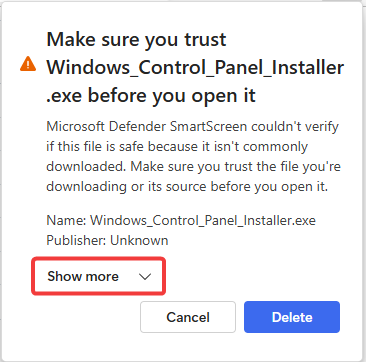 Make sure you trust
Windows_Control_Panel_Installer
.exe before you open it
Microsoft Defender SmartScreen couldn't verify
if this file is safe because it isn't commonly
downloaded. Make sure you trust the file you're
downloading or its source before you open it.
Name: Windows_Control_Panel_Installer.exe
Publisher: Unknown
Show more
Cancel
Delete